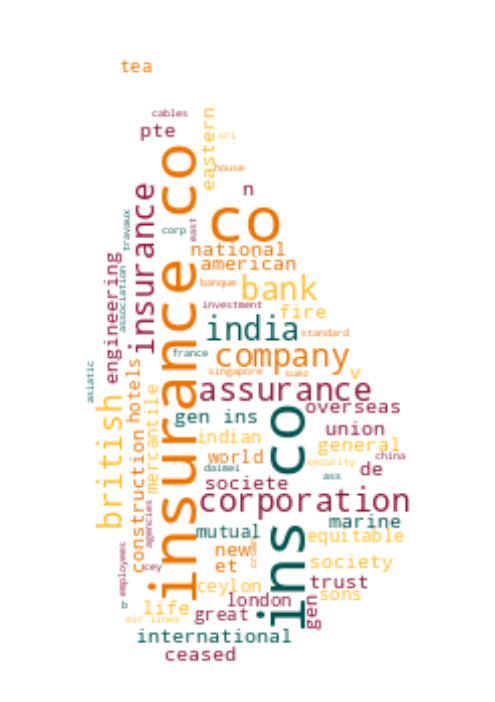 tea
cables
pte
eastern
sri
house
n
insurance co
co
insurance
travaux
corp
east
national
american
engineering
association
banque
bank
investment
fire
india
standard
france
company
singapore
suez
v
asiatic
assurance
hotels
british
mercantile
gen ins
overseas
construction
indian
union
general
world
china
security
daimei
de
societe
ass
ins co
corporation
agencies
marine
mutual
equitable
new
et
society
employees
ceylon
trust
sons
london
life
great
gen
air lines
international
ceased